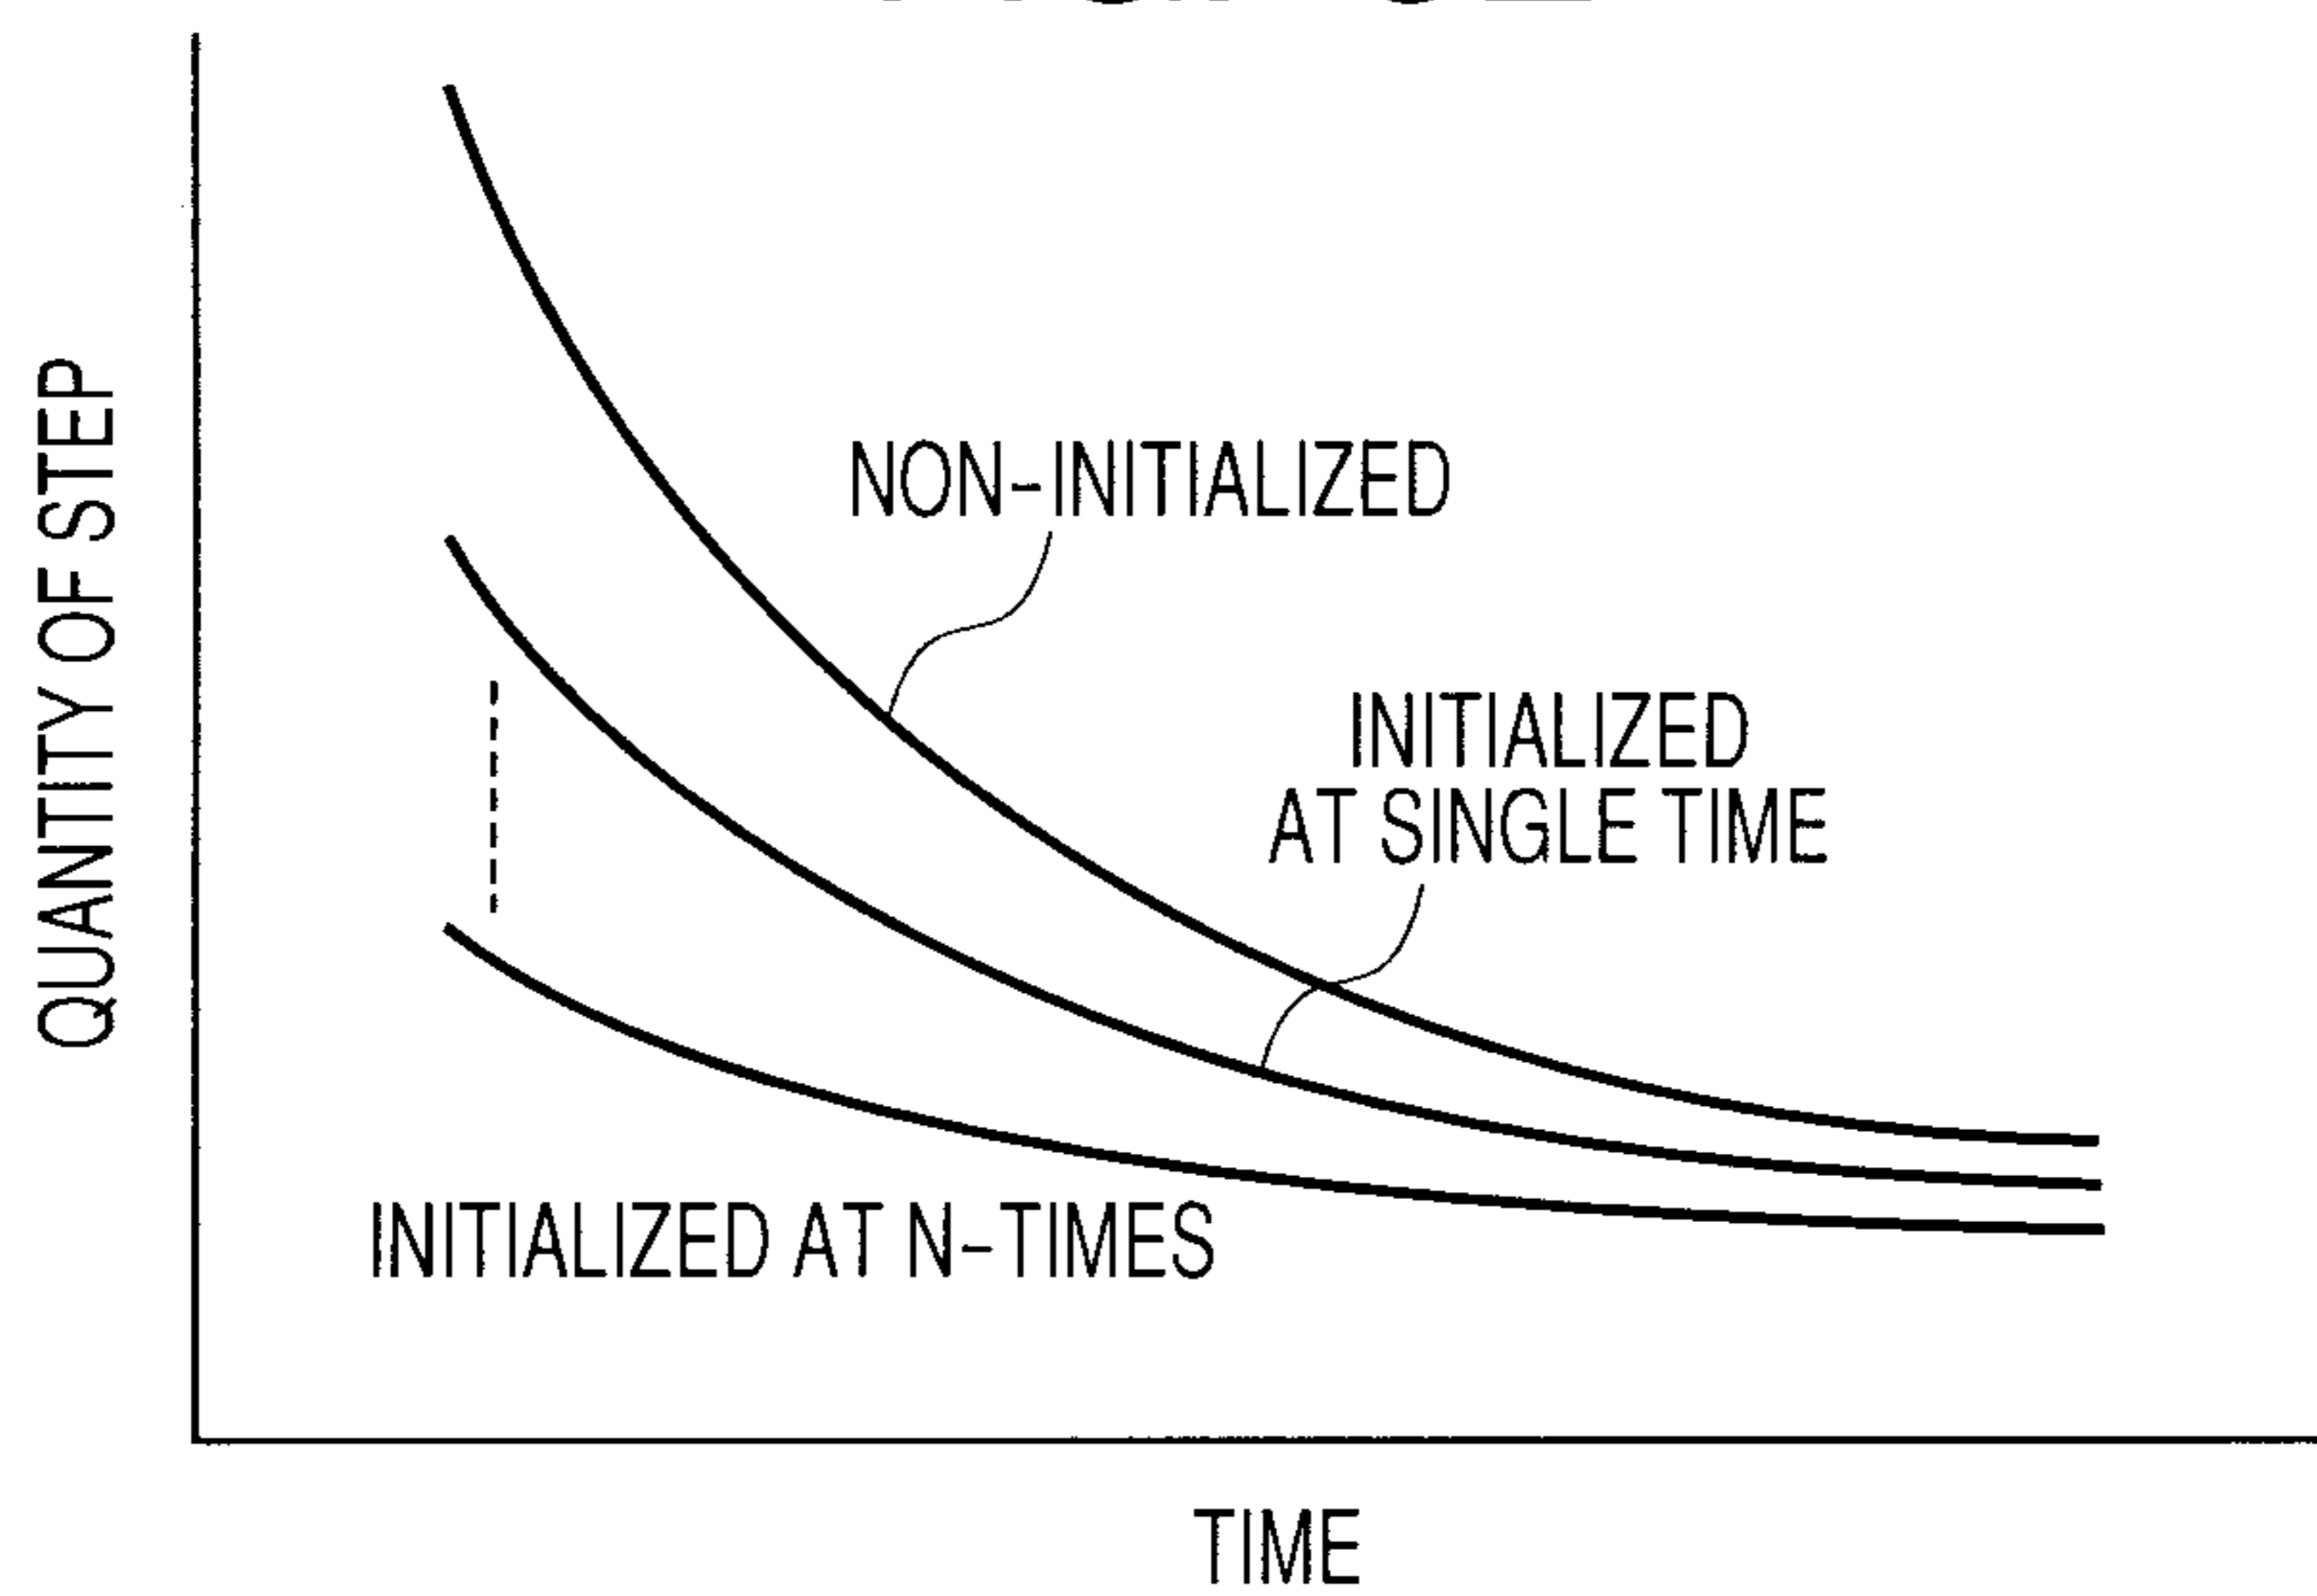 QUANTITY OF STEP
NON-INITIALIZED
INITIALIZED
AT SINGLE TIME
INITIALIZED AT N-TIMES
TIME